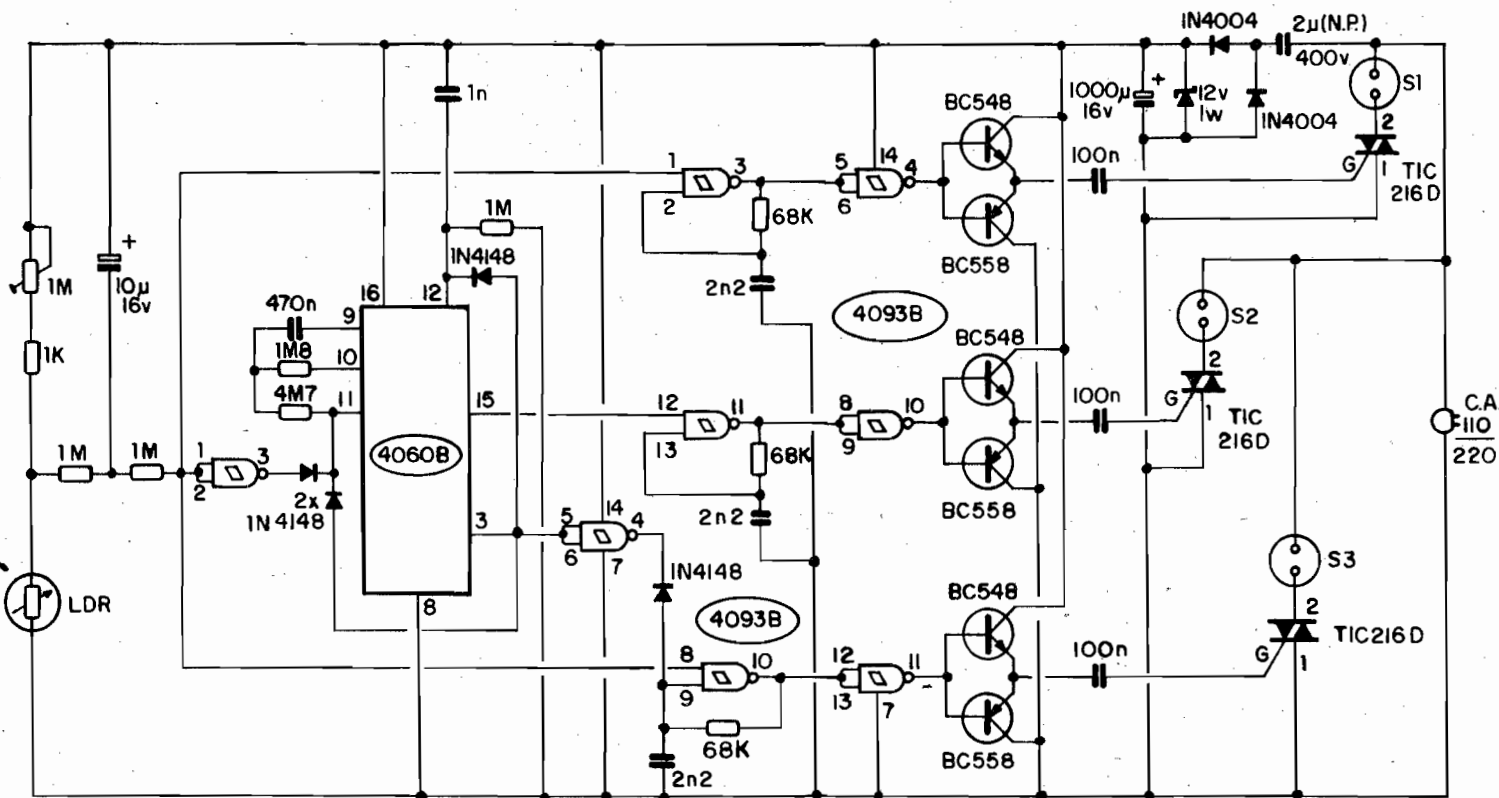 1N4004
2µ(N.P.)
400v
S1
1000µ
+
16v
12v
1w
1N4004
2
G
1
TIC
216D
100n
BC548
1n
1
3
2
5
6
14
4
68K
BC558
2n2
+
1M
10µ
16v
1M
1N4148
16
12
470n
9
1M8
10
4M7
11
1K
4093B
S2
2
G
1
TIC
216D
BC548
100n
15
12
11
13
8
9
10
68K
BC558
2n2
C.A.
110
220
1M
1M
1
2
3
2x
1N4148
4060B
3
5
6
14
4
7
8
LDR
1N4148
4093B
S3
2
G
1
TIC216D
BC548
100n
8
9
10
12
13
11
7
68K
2n2
BC558